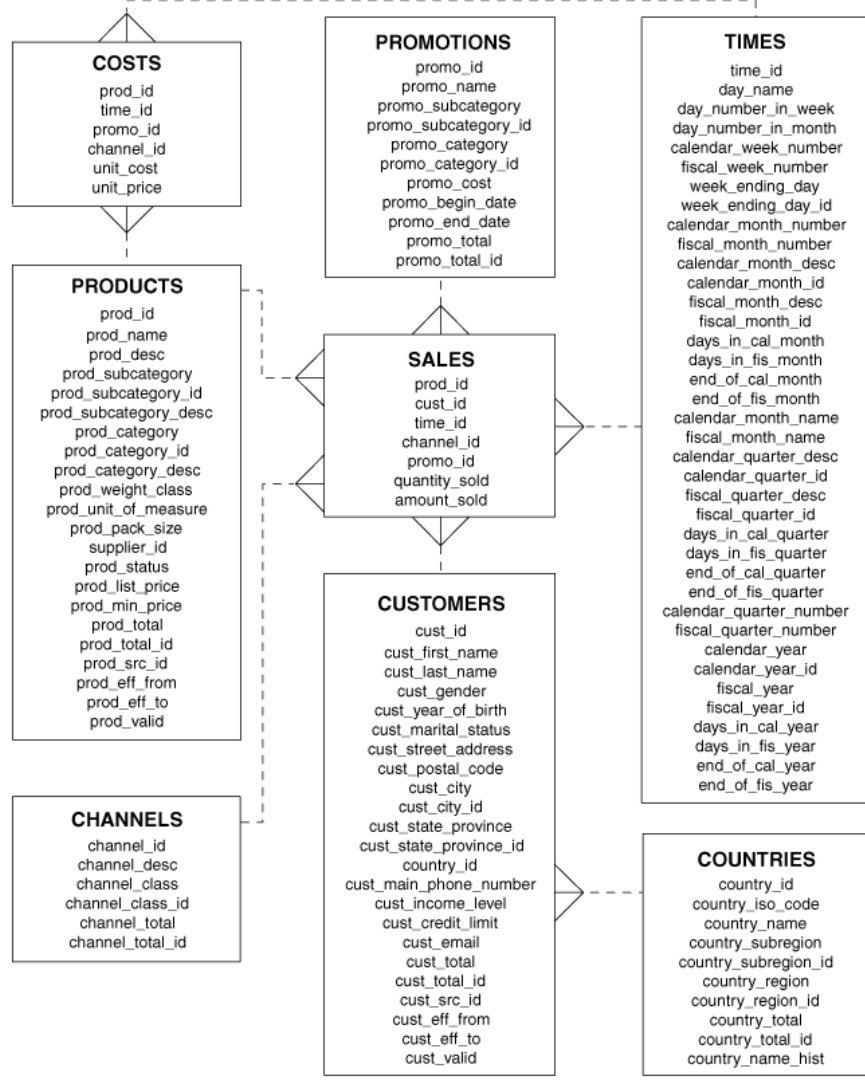 COSTS
prod_id
time_id
promo_id
channel_id
unit_cost
unit_price
PROMOTIONS
promo_id
promo_name
promo_subcategory
promo_subcategory_id
promo_category
promo_category_id
promo_cost
promo_begin_date
promo_end_date
promo_total
promo_total_id
TIMES
time_id
day_name
day_number_in_week
day_number_in_month
calendar_week_number
fiscal_week_number
week_ending_day
week_ending_day_id
calendar_month_number
fiscal_month_number
calendar_month_desc
calendar_month_id
fiscal_month_desc
fiscal_month_id
days_in_cal_month
days_in_fis_month
end_of_cal_month
end_of_fis_month
calendar_month_name
fiscal_month_name
calendar_quarter_desc
calendar_quarter_id
fiscal_quarter_desc
fiscal_quarter_id
days_in_cal_quarter
days_in_fis_quarter
end_of_cal_quarter
end_of_fis_quarter
calendar_quarter_number
fiscal_quarter_number
calendar_year
calendar_year_id
fiscal_year
fiscal_year_id
days_in_cal_year
days_in_fis_year
end_of_cal_year
end_of_fis_year
PRODUCTS
prod_id
prod_name
prod_desc
prod_subcategory
prod_subcategory_id
prod_subcategory_desc
prod_category
prod_category_id
prod_category_desc
prod_weight_class
prod_unit_of_measure
prod_pack_size
supplier_id
prod_status
prod_list_price
prod_min_price
prod_total
prod_total_id
prod_src_id
prod_eff_from
prod_eff_to
prod_valid
SALES
prod_id
cust_id
time_id
channel_id
promo_id
quantity_sold
amount_sold
CUSTOMERS
cust_id
cust_first_name
cust_last_name
cust_gender
cust_year_of_birth
cust_marital_status
cust_street_address
cust_postal_code
cust_city
cust_city_id
cust_state_province
cust_state_province_id
country_id
cust_main_phone_number
cust_income_level
cust_credit_limit
cust_email
cust_total
cust_total_id
cust_src_id
cust_eff_from
cust_eff_to
cust_valid
CHANNELS
channel_id
channel_desc
channel_class
channel_class_id
channel_total
channel_total_id
COUNTRIES
country_id
country_iso_code
country_name
country_subregion
country_subregion_id
country_region
country_region_id
country_total
country_total_id
country_name_hist